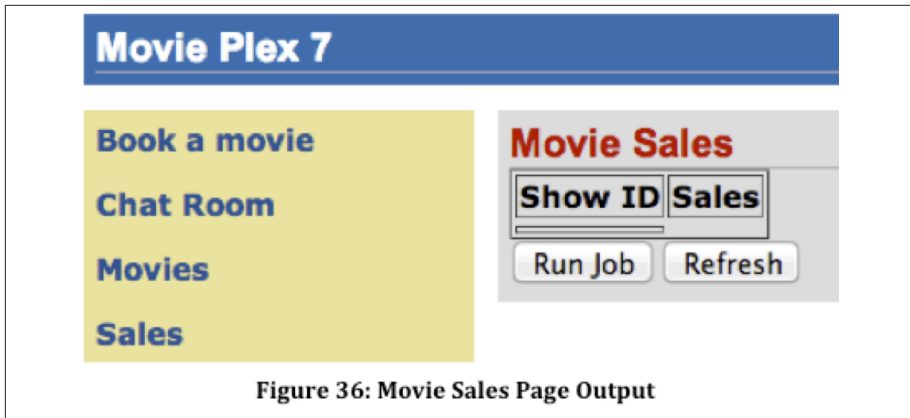 Movie Plex 7
Book a movie
Chat Room
Movies
Sales
Movie Sales
Show ID Sales
Run Job Refresh
Figure 36: Movie Sales Page Output